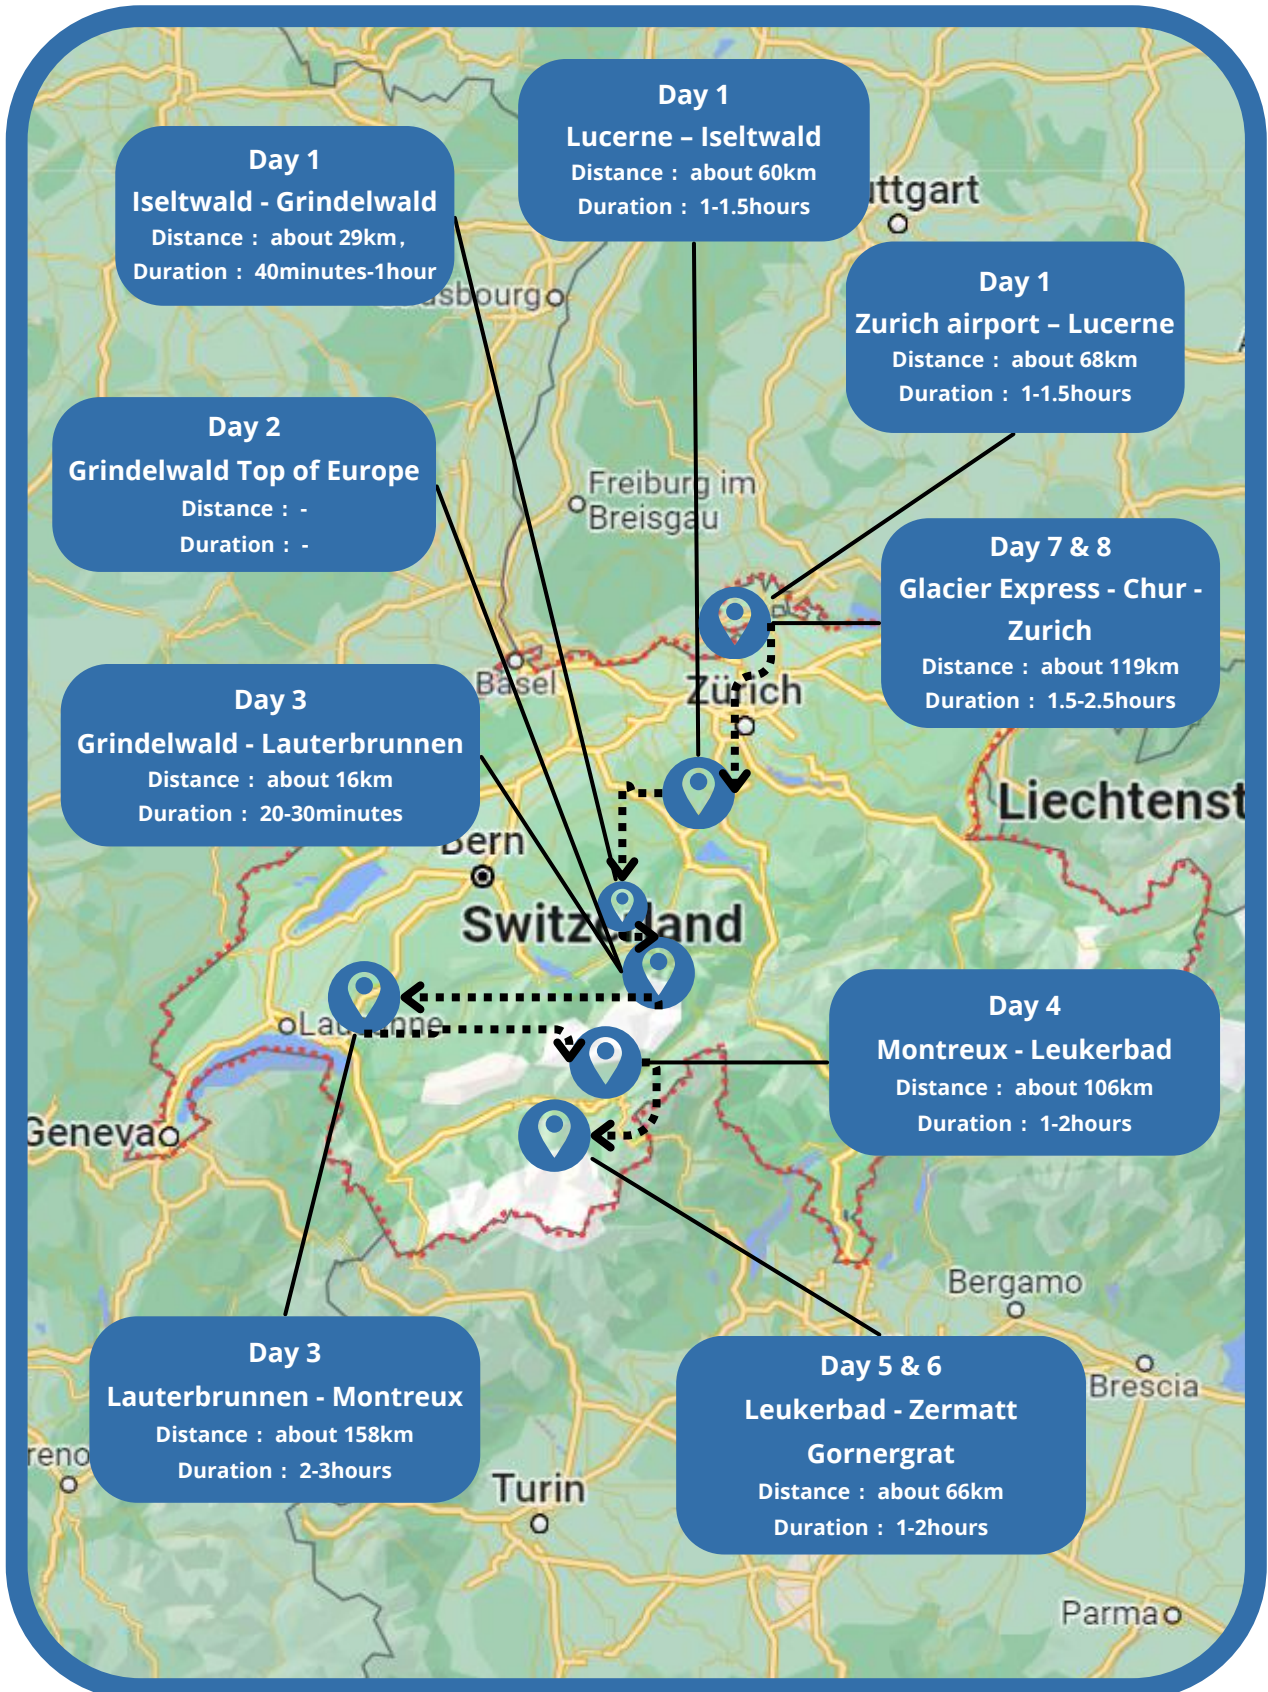 Day 1
Lucerne – Iseltwald
Distance : about 60km
Duration : 1-1.5hours
Day 1
Iseltwald - Grindelwald
Distance : about 29km,
Duration : 40minutes-1hour
uttgart
Day 1
Zurich airport – Lucerne
Distance : about 68km
Duration : 1-1.5hours
asbourg
Day 2
Grindelwald Top of Europe
Distance : -
Duration : -
Freiburg im
Breisgau
Day 7 & 8
Glacier Express - Chur -
Zurich
Distance : about 119km
Duration : 1.5-2.5hours
Basel
Zürich
Day 3
Grindelwald - Lauterbrunnen
Distance : about 16km
Duration : 20-30minutes
Liechtenst
Bern
Switzerland
Lausanne
Day 4
Montreux - Leukerbad
Distance : about 106km
Duration : 1-2hours
Geneva
Bergamo
Day 3
Lauterbrunnen - Montreux
Distance : about 158km
Duration : 2-3hours
Day 5 & 6
Leukerbad - Zermatt
Gornergrat
Distance : about 66km
Duration : 1-2hours
Brescia
reno
Turin
Parma